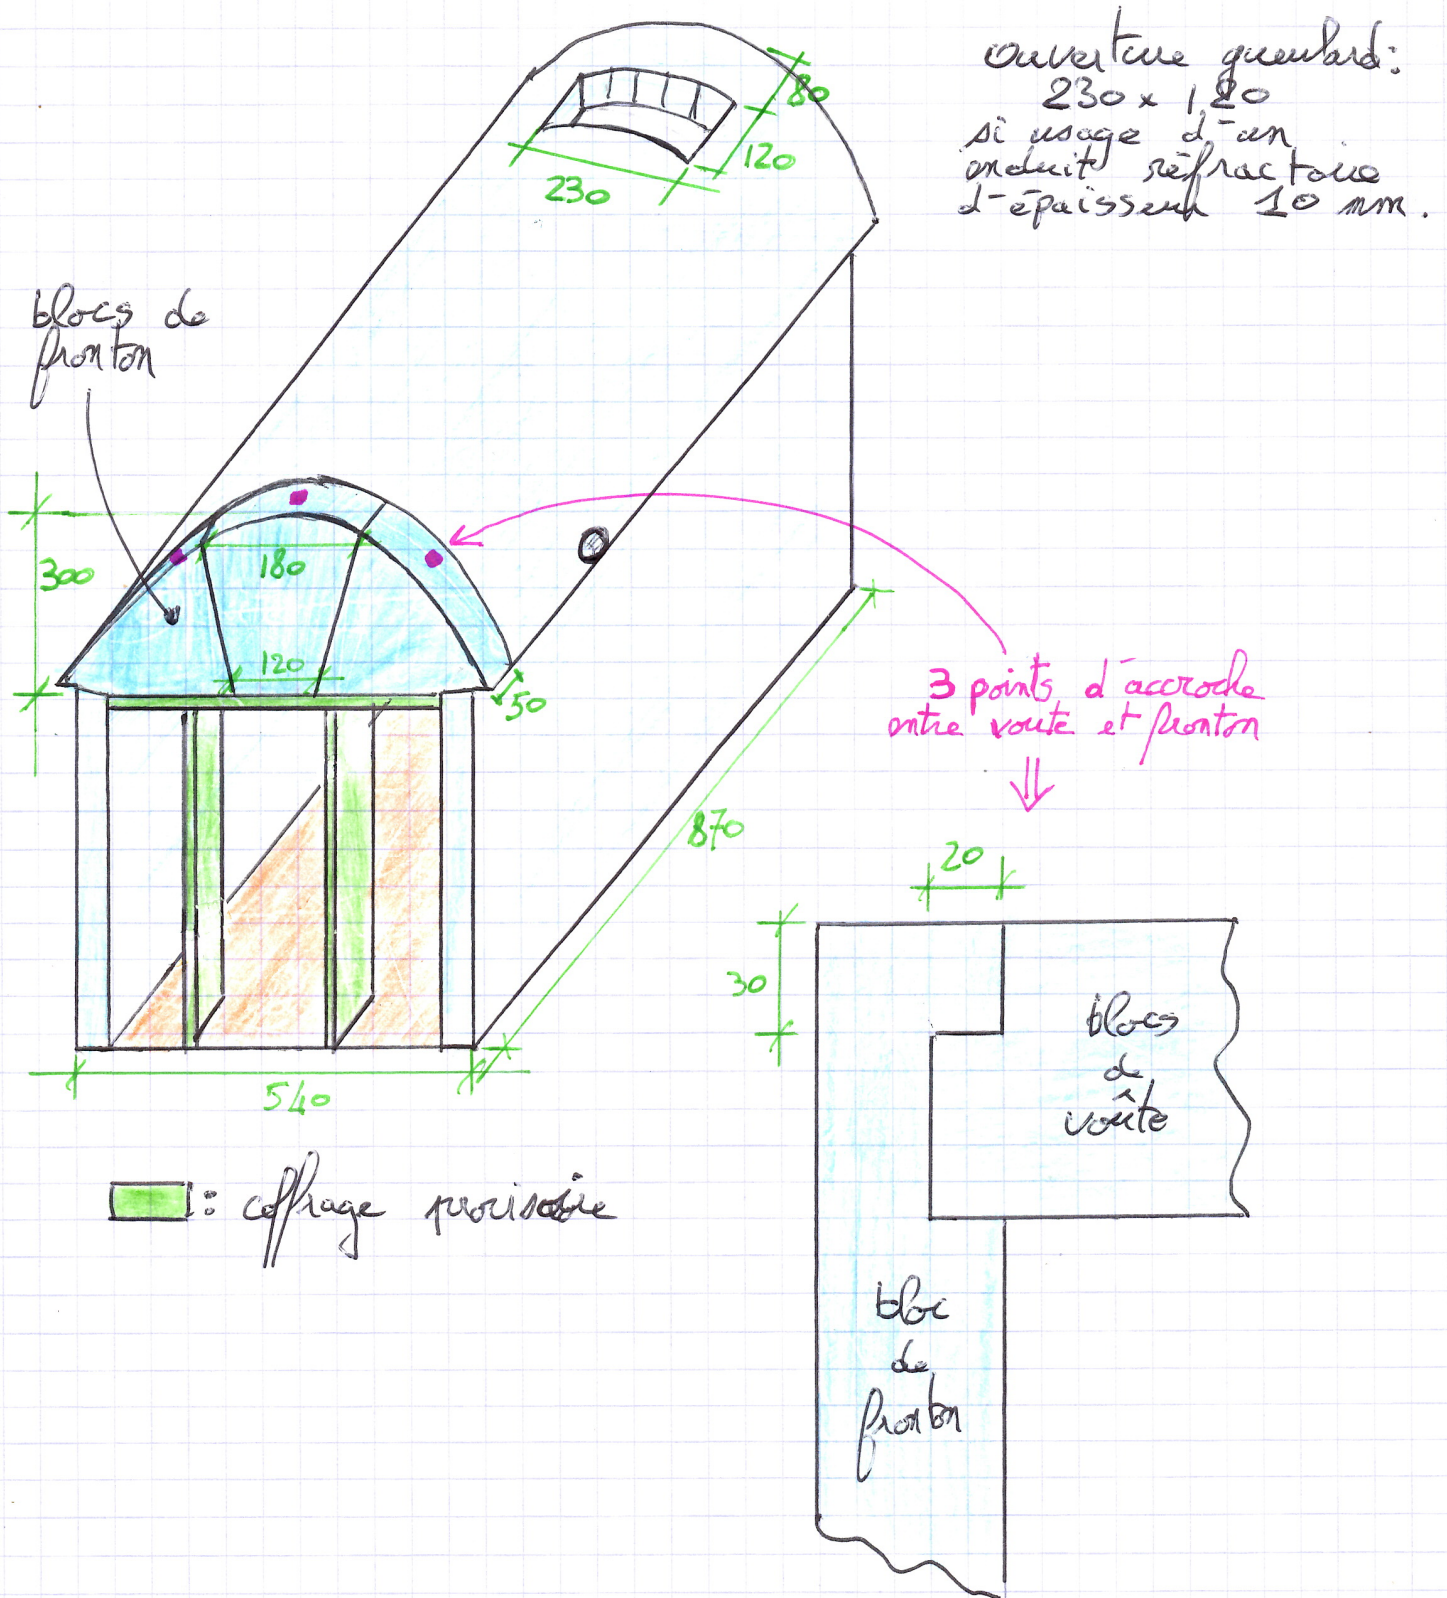 ouverture gueulard:
230 x 120
si usage d'un
enduit réfractaire
d'épaisseur 10 mm.
80
120
230
blocs de
fronton
300
180
120
50
3 points d'accroche
entre voute et fronton
870
20
30
blocs
de
voûte
540
: coffrage provisoire
bloc
de
fronton